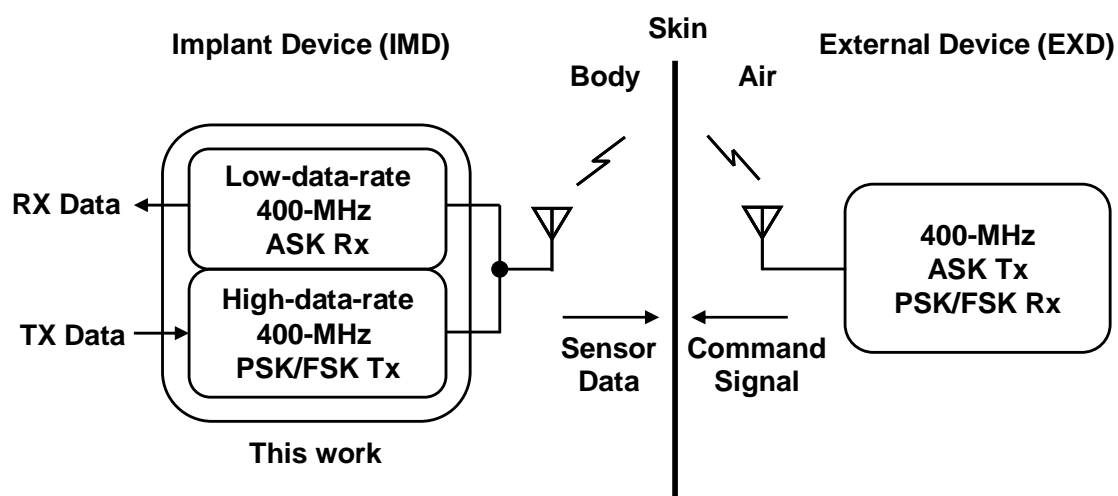 Implant Device (IMD)
Skin
External Device (EXD)
Body
Air
RX Data
Low-data-rate
400-MHz
ASK Rx
TX Data
High-data-rate
400-MHz
PSK/FSK Tx
This work
Sensor
Data
Command
Signal
400-MHz
ASK Tx
PSK/FSK Rx